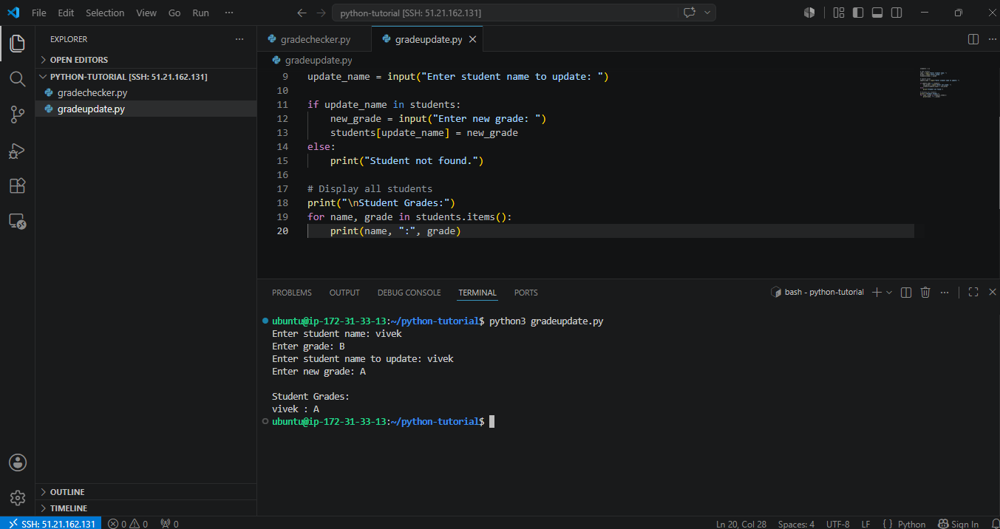 File Edit Selection View Go Run ···
python-tutorial [SSH: 51.21.162.131]
EXPLORER
OPEN EDITORS
PYTHON-TUTORIAL [SSH: 51.21.162.131]
gradechecker.py
gradeupdate.py
OUTLINE
TIMELINE
gradechecker.py gradeupdate.py
gradeupdate.py
9 update_name = input("Enter student name to update: ")
10
11 if update_name in students:
12     new_grade = input("Enter new grade: ")
13     students[update_name] = new_grade
14 else:
15     print("Student not found.")
16
17 # Display all students
18 print("\nStudent Grades:")
19 for name, grade in students.items():
20     print(name, ":", grade)
PROBLEMS OUTPUT DEBUG CONSOLE TERMINAL PORTS
bash - python-tutorial
ubuntu@ip-172-31-33-13:~/python-tutorial$ python3 gradeupdate.py
Enter student name: vivek
Enter grade: B
Enter student name to update: vivek
Enter new grade: A
Student Grades:
vivek : A
ubuntu@ip-172-31-33-13:~/python-tutorial$
SSH: 51.21.162.131 0 0 0 Ln 20, Col 28 Spaces: 4 UTF-8 LF { } Python Sign In